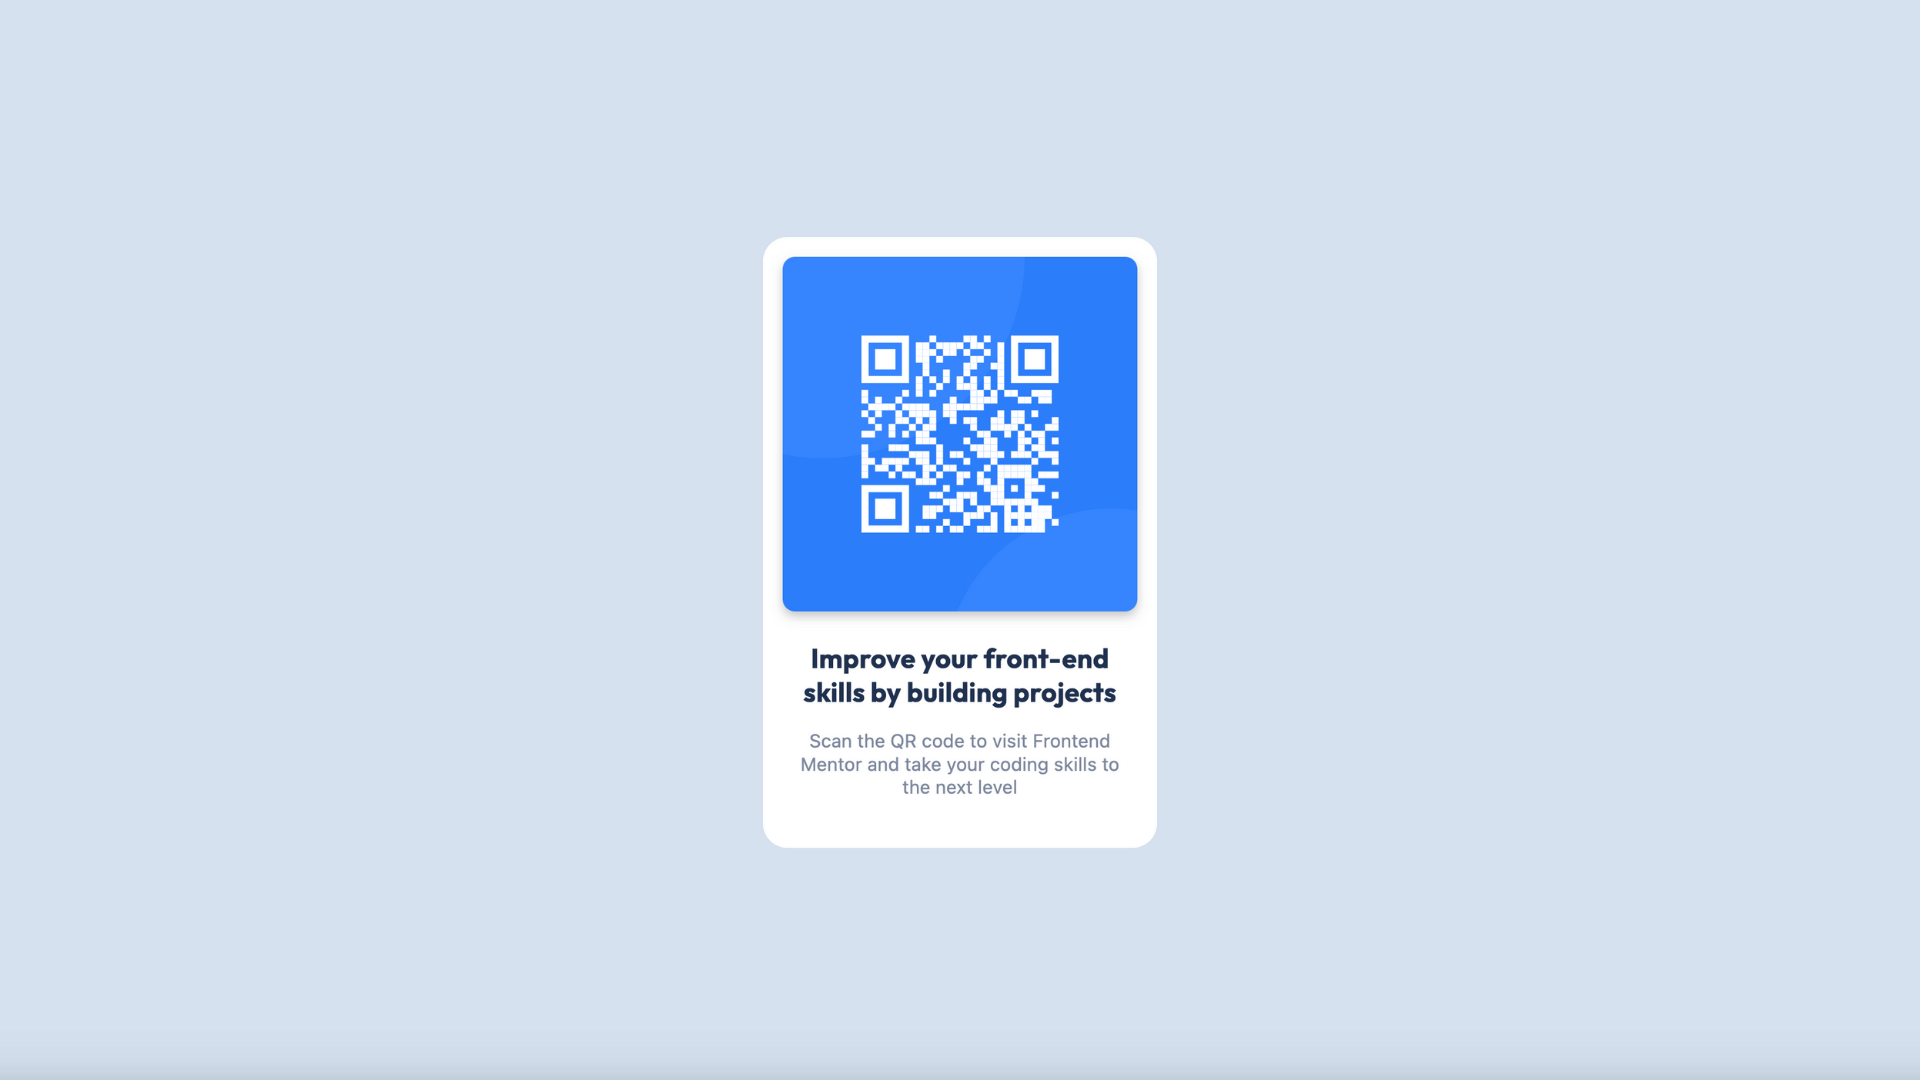 Improve your front-end
skills by building projects
Scan the QR code to visit Frontend
Mentor and take your coding skills to
the next level